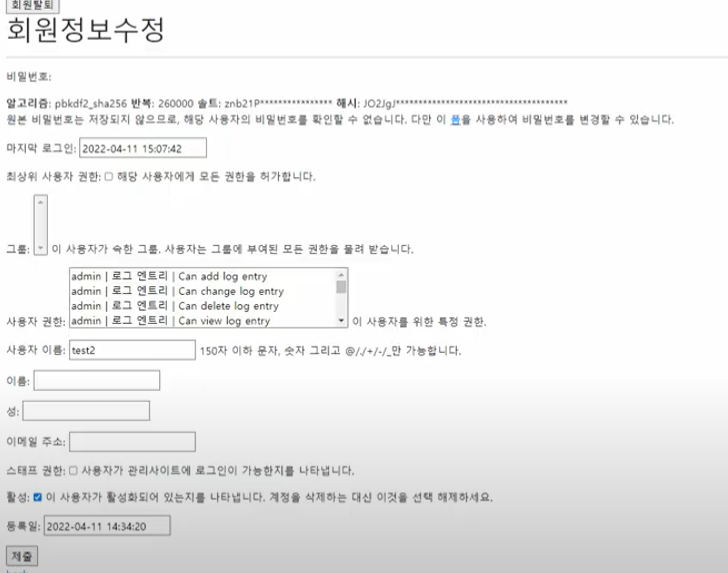 회원탈퇴
회원정보수정
비밀번호:
알고리즘: pbkdf2_sha256 반복: 260000 솔트: znb21P**************** 해시: JO2JgJ**************************************
원본 비밀번호는 저장되지 않으므로, 해당 사용자의 비밀번호를 확인할 수 없습니다. 다만 이 폼을 사용하여 비밀번호를 변경할 수 있습니다.
마지막 로그인: 2022-04-11 15:07:42
최상위 사용자 권한: 해당 사용자에게 모든 권한을 허가합니다.
그룹: 이 사용자가 속한 그룹. 사용자는 그룹에 부여된 모든 권한을 물려 받습니다.
admin | 로그 엔트리 | Can add log entry
admin | 로그 엔트리 | Can change log entry
admin | 로그 엔트리 | Can delete log entry
admin | 로그 엔트리 | Can view log entry
사용자 권한: 이 사용자를 위한 특정 권한.
사용자 이름: test2 150자 이하 문자, 숫자 그리고 @/./+/-/_만 가능합니다.
이름:
성:
이메일 주소:
스태프 권한: 사용자가 관리사이트에 로그인이 가능한지를 나타냅니다.
활성: 이 사용자가 활성화되어 있는지를 나타냅니다. 계정을 삭제하는 대신 이것을 선택 해제하세요.
등록일: 2022-04-11 14:34:20
제출